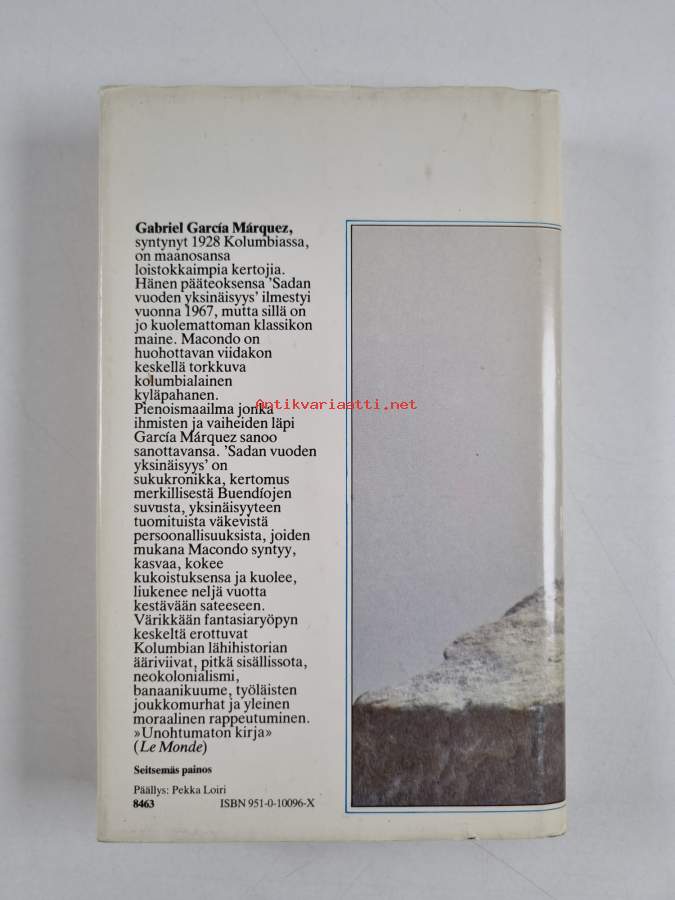 Gabriel García Márquez,
syntynyt 1928 Kolumbiassa,
on maanosansa
loistokkaimpia kertojia.
Hänen pääteoksensa ’Sadan
vuoden yksinäisyys’ ilmestyi
vuonna 1967, mutta sillä on
jo kuolemattoman klassikon
maine. Macondo on
huohottavan viidakon
keskellä torkkuva
kolumbialainen
kyläpahanen.
Pienoismaailma jonka
ihmisten ja vaiheiden läpi
García Márquez sanoo
sanottavansa. ’Sadan vuoden
yksinäisyys’ on
sukukronikka, kertomus
merkillisestä Buendíojen
suvusta, yksinäisyyteen
tuomituista väkevistä
persoonallisuuksista, joiden
mukana Macondo syntyy,
kasvaa, kokee
kukoistuksensa ja kuolee,
liukenee neljä vuotta
kestävään sateeseen.
Värikkään fantasiaryöpyn
keskeltä erottuvat
Kolumbian lähihistorian
ääriviivat, pitkä sisällissota,
neokolonialismi,
banaanikuume, työläisten
joukkomurhat ja yleinen
moraalinen rappeutuminen.
»Unohtumaton kirja»
(Le Monde)
Seitsemäs painos
Päällys: Pekka Loiri
8463 ISBN 951-0-10096-X
Antikvariaatti.net